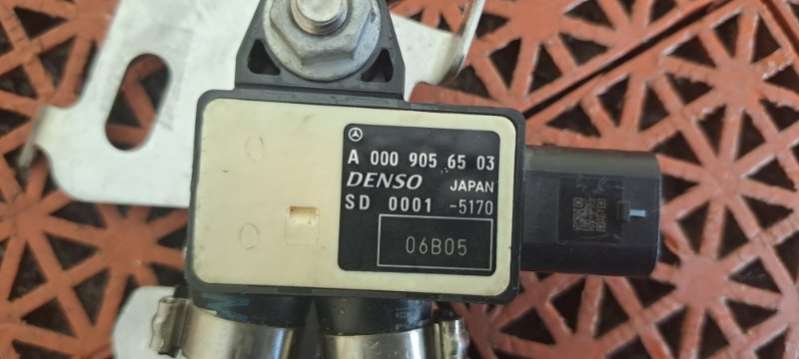 A 000 905 65 03
DENSO JAPAN
SD 0001 -5170
06B05